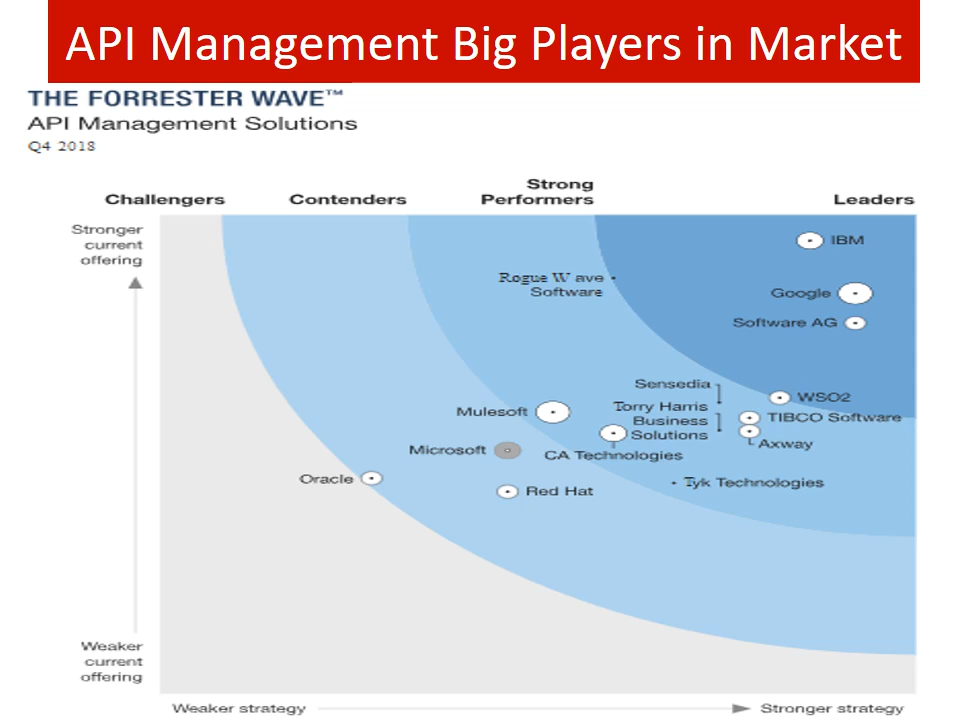 API Management Big Players in Market
THE FORRESTER WAVE™
API Management Solutions
Q4 2018
Challengers
Contenders
Strong
Performers
Leaders
Stronger
current
offering
IBM
Rogue W ave
Software
Google
Software AG
Sensedia
WSO2
Mulesoft
Torry Harris
Business
Solutions
TIBCO Software
Axway
Microsoft
CA Technologies
Oracle
Red Hat
Tyk Technologies
Weaker
current
offering
Weaker strategy
Stronger strategy